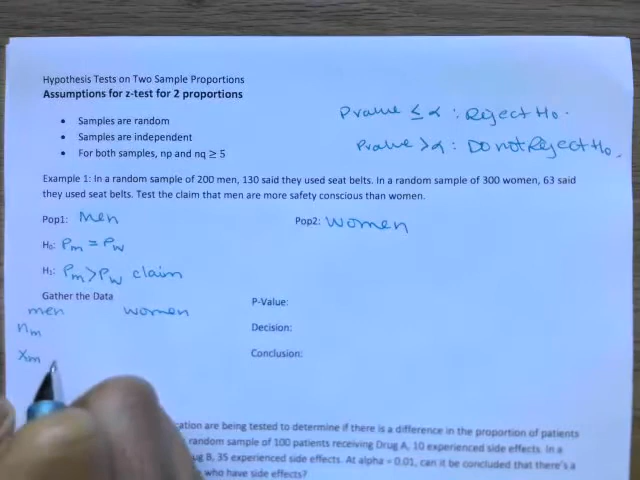 Hypothesis Tests on Two Sample Proportions
Assumptions for z-test for 2 proportions
Pvalue ≤ α : Reject Ho.
• Samples are random
• Samples are independent
Pvalue > α : Do not Reject Ho.
• For both samples, np and nq ≥ 5
Example 1: In a random sample of 200 men, 130 said they used seat belts. In a random sample of 300 women, 63 said
they used seat belts. Test the claim that men are more safety conscious than women.
Pop1: Men Pop2: Women
H₀: Pm = Pw
H₁: Pm > Pw claim
Gather the Data P-Value:
men women
nm Decision:
xm Conclusion:
cation are being tested to determine if there is a difference in the proportion of patients
random sample of 100 patients receiving Drug A, 10 experienced side effects. In a
ug B, 35 experienced side effects. At alpha = 0.01, can it be concluded that there's a
who have side effects?